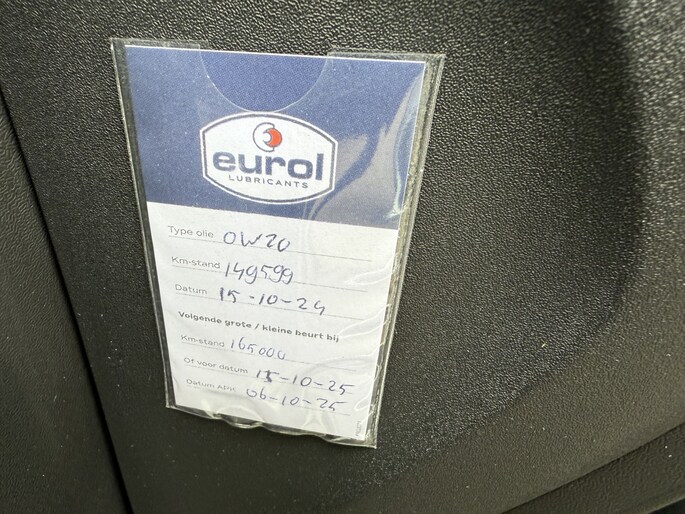 eurol
LUBRICANTS
Type olie 0W20
Km-stand 149599
Datum 15-10-24
Volgende grote / kleine beurt bij
Km-stand 165000
Of voor datum 15-10-25
Datum APK 06-10-25